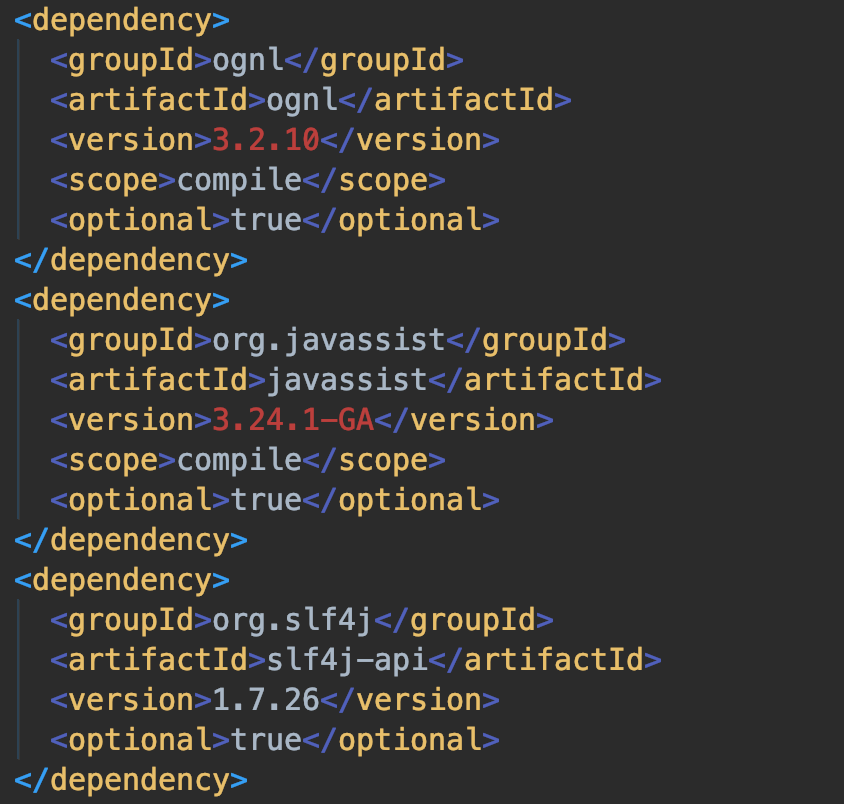 <dependency>
<groupId>ognl</groupId>
<artifactId>ognl</artifactId>
<version>3.2.10</version>
<scope>compile</scope>
<optional>true</optional>
</dependency>
<dependency>
<groupId>org.javassist</groupId>
<artifactId>javassist</artifactId>
<version>3.24.1-GA</version>
<scope>compile</scope>
<optional>true</optional>
</dependency>
<dependency>
<groupId>org.slf4j</groupId>
<artifactId>slf4j-api</artifactId>
<version>1.7.26</version>
<optional>true</optional>
</dependency>